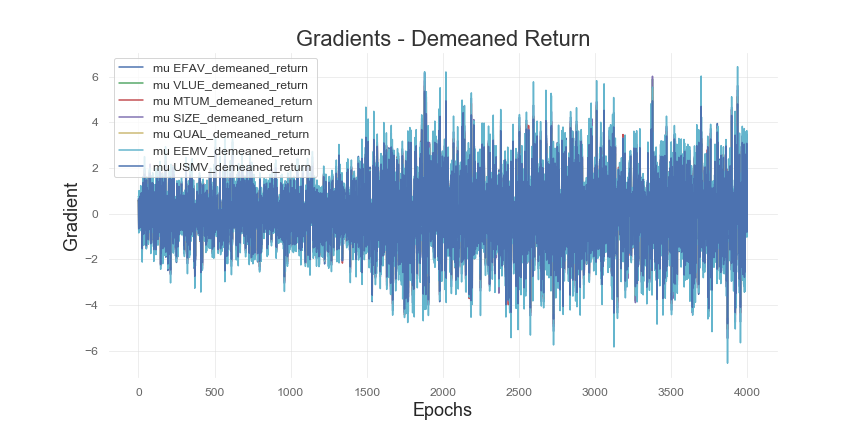 Gradients - Demeaned Return
mu EFAV_demeaned_return
mu VLUE_demeaned_return
mu MTUM_demeaned_return
mu SIZE_demeaned_return
mu QUAL_demeaned_return
mu EEMV_demeaned_return
mu USMV_demeaned_return
6
4
2
0
−2
−4
−6
Gradient
0 500 1000 1500 2000 2500 3000 3500 4000
Epochs